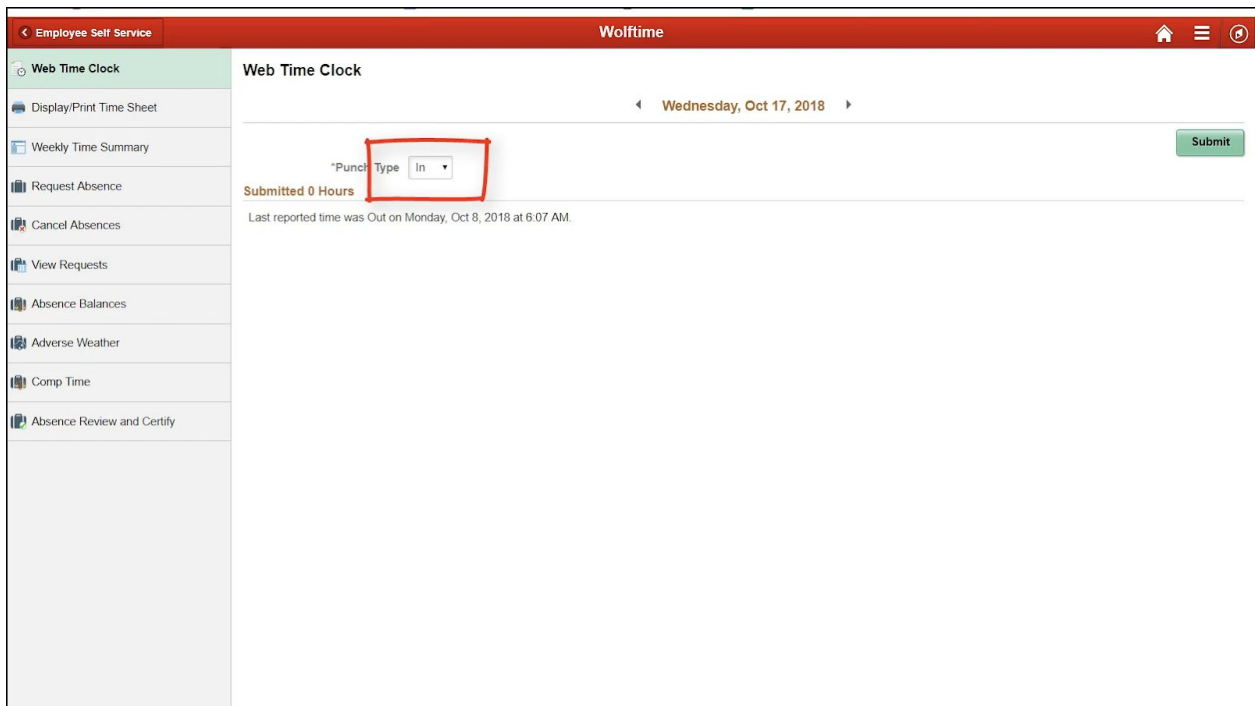 Employee Self Service
Wolftime
Web Time Clock
Display/Print Time Sheet
Weekly Time Summary
Request Absence
Cancel Absences
View Requests
Absence Balances
Adverse Weather
Comp Time
Absence Review and Certify
Web Time Clock
Wednesday, Oct 17, 2018
Submit
*Punch Type In
Submitted 0 Hours
Last reported time was Out on Monday, Oct 8, 2018 at 6:07 AM.